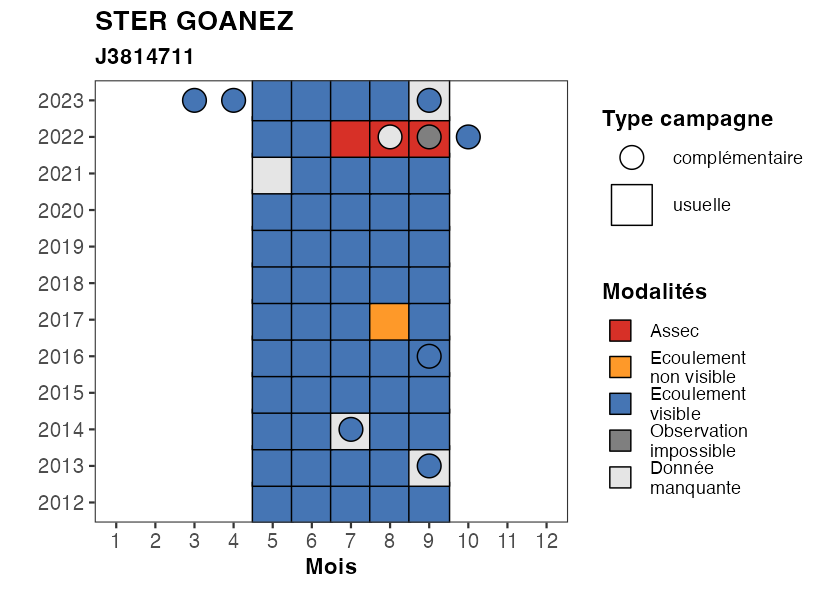 STER GOANEZ
J3814711
2023
2022
2021
2020
2019
2018
2017
2016
2015
2014
2013
2012
1 2 3 4 5 6 7 8 9 10 11 12
Mois
Type campagne
complémentaire
usuelle
Modalités
Assec
Ecoulement
non visible
Ecoulement
visible
Observation
impossible
Donnée
manquante